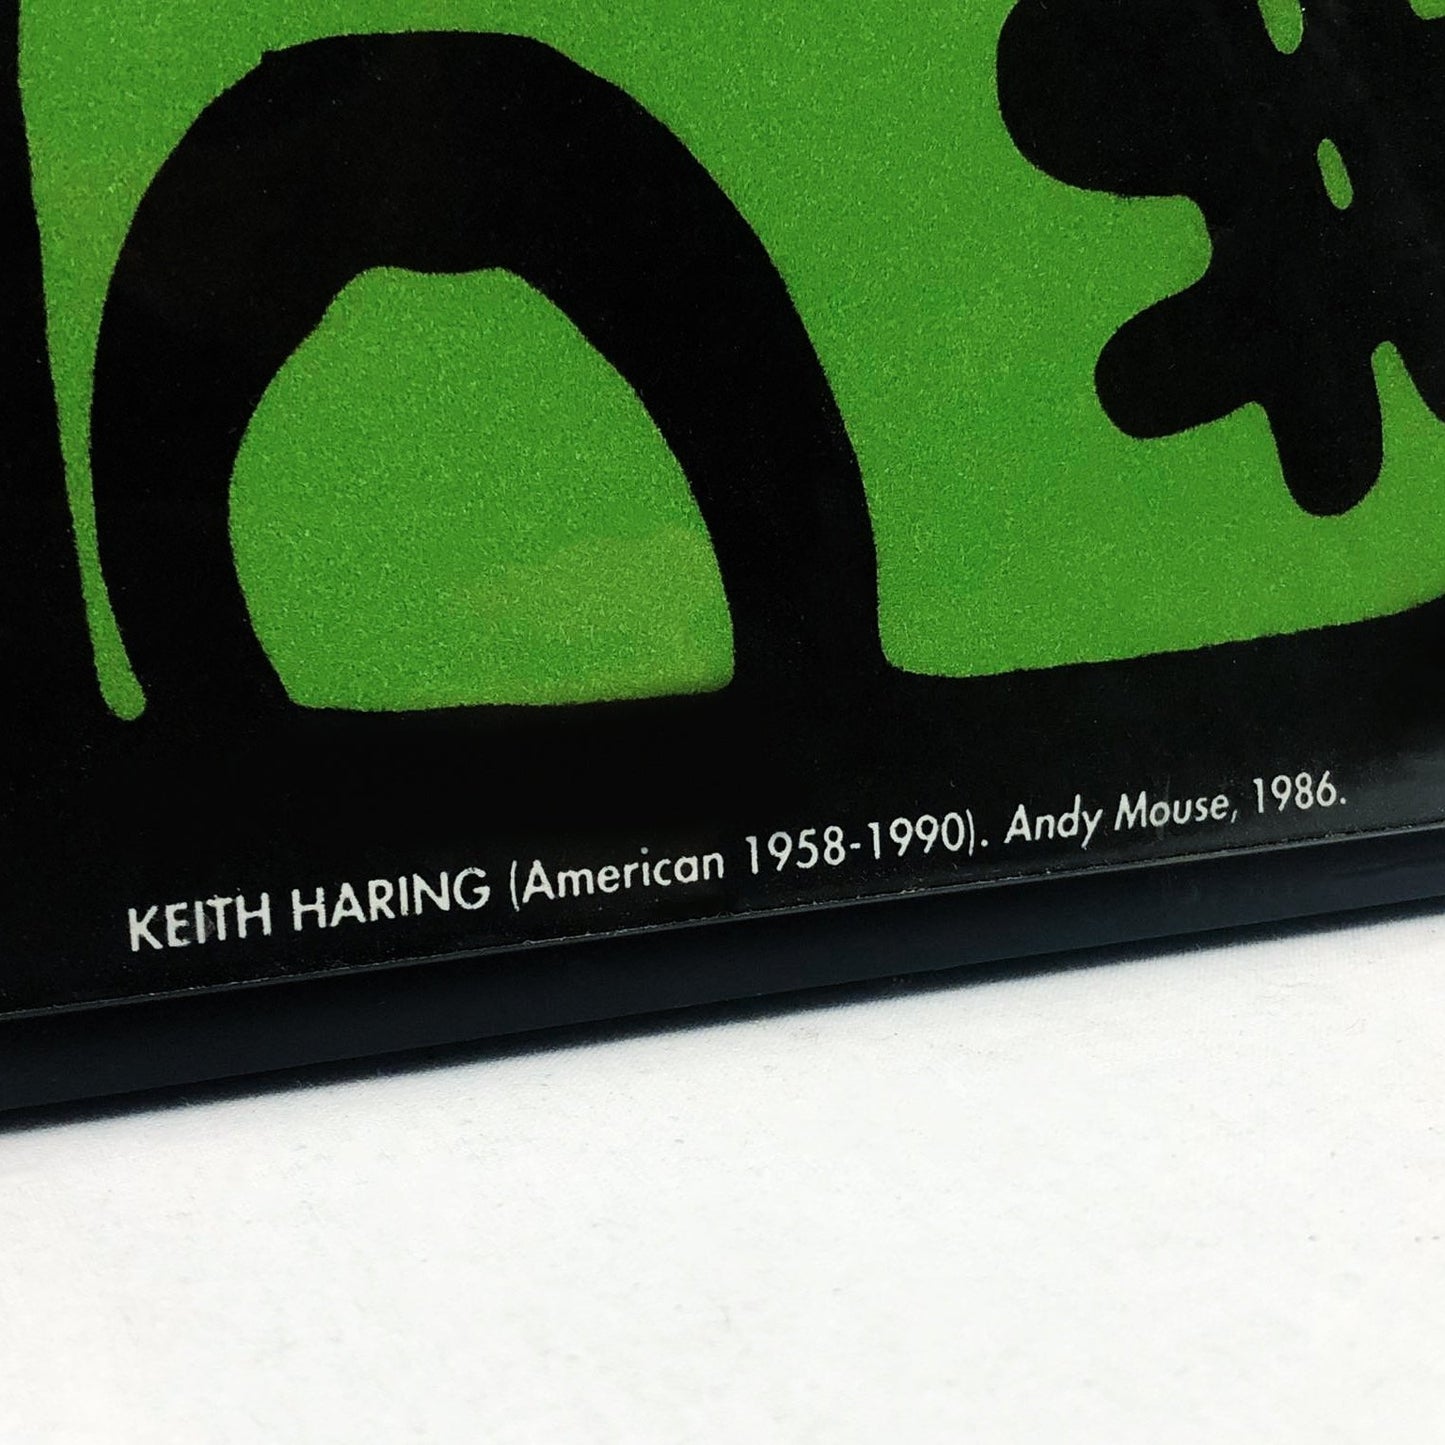 KEITH HARING (American 1958-1990). Andy Mouse, 1986.